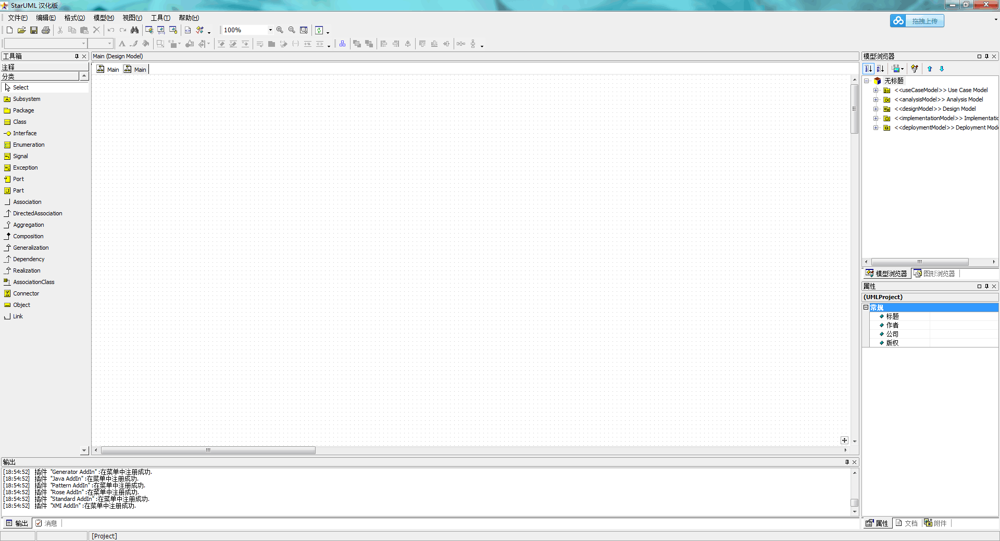 StarUML 汉化版
文件(F) 编辑(E) 格式(O) 模型(M) 视图(V) 工具(T) 帮助(H)
拖拽上传
100%
工具箱
注释
分类
Select
Subsystem
Package
Class
Interface
Enumeration
Signal
Exception
Port
Part
Association
DirectedAssociation
Aggregation
Composition
Generalization
Dependency
Realization
AssociationClass
Connector
Object
Link
Main (Design Model)
Main Main
模型浏览器
无标题
<<useCaseModel>> Use Case Model
<<analysisModel>> Analysis Model
<<designModel>> Design Model
<<implementationModel>> Implementatio
<<deploymentModel>> Deployment Mode
模型浏览器 图形浏览器
属性
(UMLProject)
常规
标题
作者
公司
版权
输出
[18:54:52] 插件 "Generator AddIn" :在菜单中注册成功.
[18:54:52] 插件 "Java AddIn" :在菜单中注册成功.
[18:54:52] 插件 "Pattern AddIn" :在菜单中注册成功.
[18:54:52] 插件 "Rose AddIn" :在菜单中注册成功.
[18:54:52] 插件 "Standard AddIn" :在菜单中注册成功.
[18:54:52] 插件 "XMI AddIn" :在菜单中注册成功.
输出 消息
属性 文档 附件
[Project]